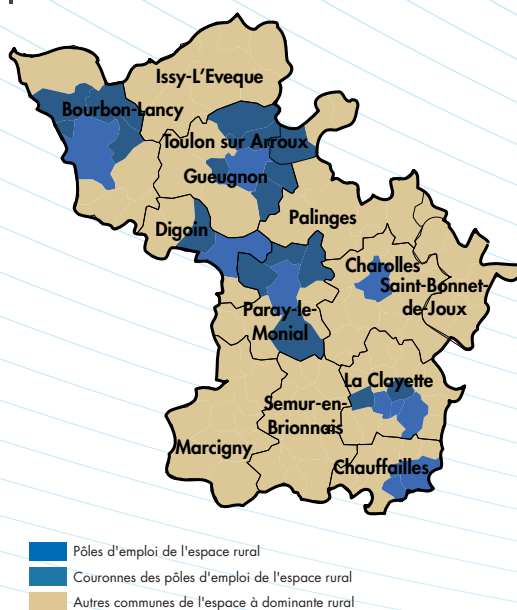 Issy-L'Eveque
Bourbon-Lancy
Toulon sur Arroux
Gueugnon
Palinges
Digoin
Charolles
Saint-Bonnet-
de-Joux
Paray-le-
Monial
La Clayette
Semur-en-
Brionnais
Marcigny
Chauffailles
Pôles d'emploi de l'espace rural
Couronnes des pôles d'emploi de l'espace rural
Autres communes de l'espace à dominante rural